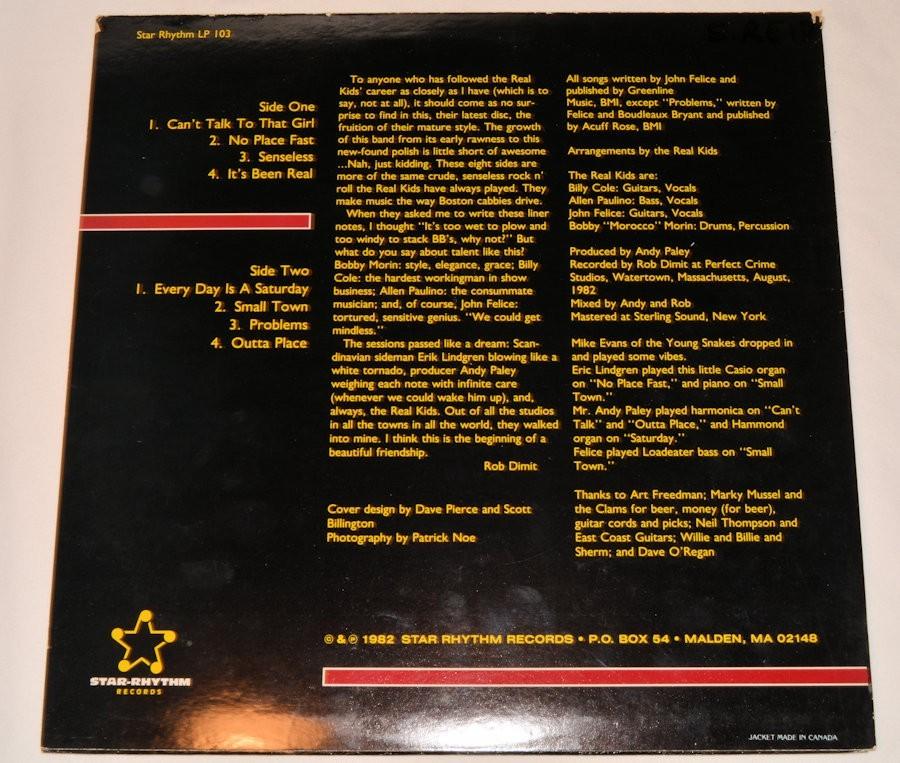 Star Rhythm LP 103
Side One
1. Can't Talk To That Girl
2. No Place Fast
3. Senseless
4. It's Been Real
Side Two
1. Every Day Is A Saturday
2. Small Town
3. Problems
4. Outta Place
To anyone who has followed the Real
Kids' career as closely as I have (which is to
say, not at all), it should come as no sur-
prise to find in this, their latest disc, the
fruition of their mature style. The growth
of this band from its early rawness to this
new-found polish is little short of awesome
...Nah, just kidding. These eight sides are
more of the same crude, senseless rock n'
roll the Real Kids have always played. They
make music the way Boston cabbies drive.
When they asked me to write these liner
notes, I thought "It's too wet to plow and
too windy to stack BB's, why not?" But
what do you say about talent like this?
Bobby Morin: style, elegance, grace; Billy
Cole: the hardest workingman in show
business; Allen Paulino: the consummate
musician; and, of course, John Felice:
tortured, sensitive genius. "We could get
mindless."
The sessions passed like a dream: Scan-
dinavian sideman Erik Lindgren blowing like a
white tornado, producer Andy Paley
weighing each note with infinite care
(whenever we could wake him up), and,
always, the Real Kids. Out of all the studios
in all the towns in all the world, they walked
into mine. I think this is the beginning of a
beautiful friendship.
Rob Dimit
Cover design by Dave Pierce and Scott
Billington
Photography by Patrick Noe
All songs written by John Felice and
published by Greenline
Music, BMI, except "Problems," written by
Felice and Boudleaux Bryant and published
by Acuff Rose, BMI
Arrangements by the Real Kids
The Real Kids are:
Billy Cole: Guitars, Vocals
Allen Paulino: Bass, Vocals
John Felice: Guitars, Vocals
Bobby "Morocco" Morin: Drums, Percussion
Produced by Andy Paley
Recorded by Rob Dimit at Perfect Crime
Studios, Watertown, Massachusetts, August,
1982
Mixed by Andy and Rob
Mastered at Sterling Sound, New York
Mike Evans of the Young Snakes dropped in
and played some vibes.
Eric Lindgren played this little Casio organ
on "No Place Fast," and piano on "Small
Town."
Mr. Andy Paley played harmonica on "Can't
Talk" and "Outta Place," and Hammond
organ on "Saturday."
Felice played Loadeater bass on "Small
Town."
Thanks to Art Freedman; Marky Mussel and
the Clams for beer, money (for beer),
guitar cords and picks; Neil Thompson and
East Coast Guitars; Willie and Billie and
Sherm; and Dave O'Regan
© & ℗ 1982 STAR RHYTHM RECORDS • P.O. BOX 54 • MALDEN, MA 02148
STAR-RHYTHM
RECORDS
JACKET MADE IN CANADA